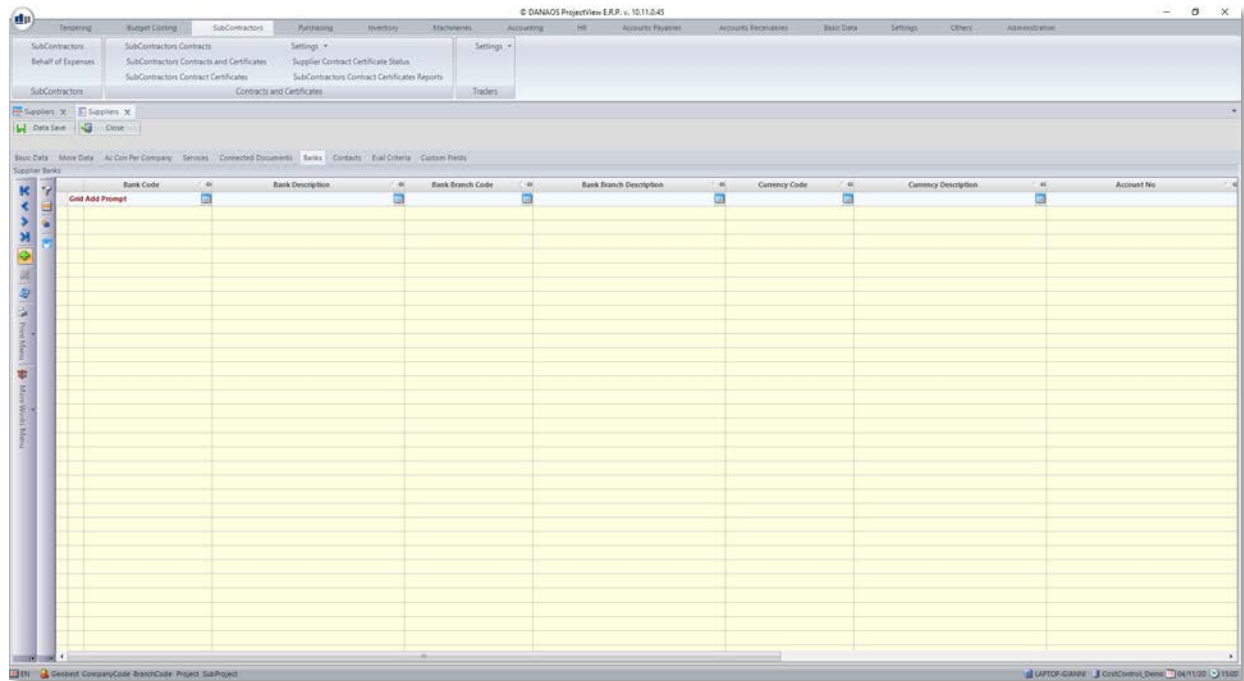 © DANAOS ProjectView E.R.P. v. 10.11.0.45
dp
Tendering Budget Costing SubContractors Purchasing Inventory Machineries Accounting HR Accounts Payables Accounts Receivables Basic Data Settings Others Administration
SubContractors SubContractors Contracts Settings Settings
Behalf of Expenses SubContractors Contracts and Certificates Supplier Contract Certificate Status
SubContractors Contract Certificates SubContractors Contract Certificates Reports
SubContractors Contracts and Certificates Traders
Suppliers x Suppliers x
Data Save Close
Basic Data More Data Ac Con Per Company Services Connected Documents Banks Contacts Eval Criteria Custom Fields
Supplier Banks
Bank Code Bank Description Bank Branch Code Bank Branch Description Currency Code Currency Description Account No
Grid Add Prompt
Print Menu
More Works Menu
EN Geobest CompanyCode BranchCode Project SubProject LAPTOP-GIANNI CostControl_Demo 04/11/20 15:00